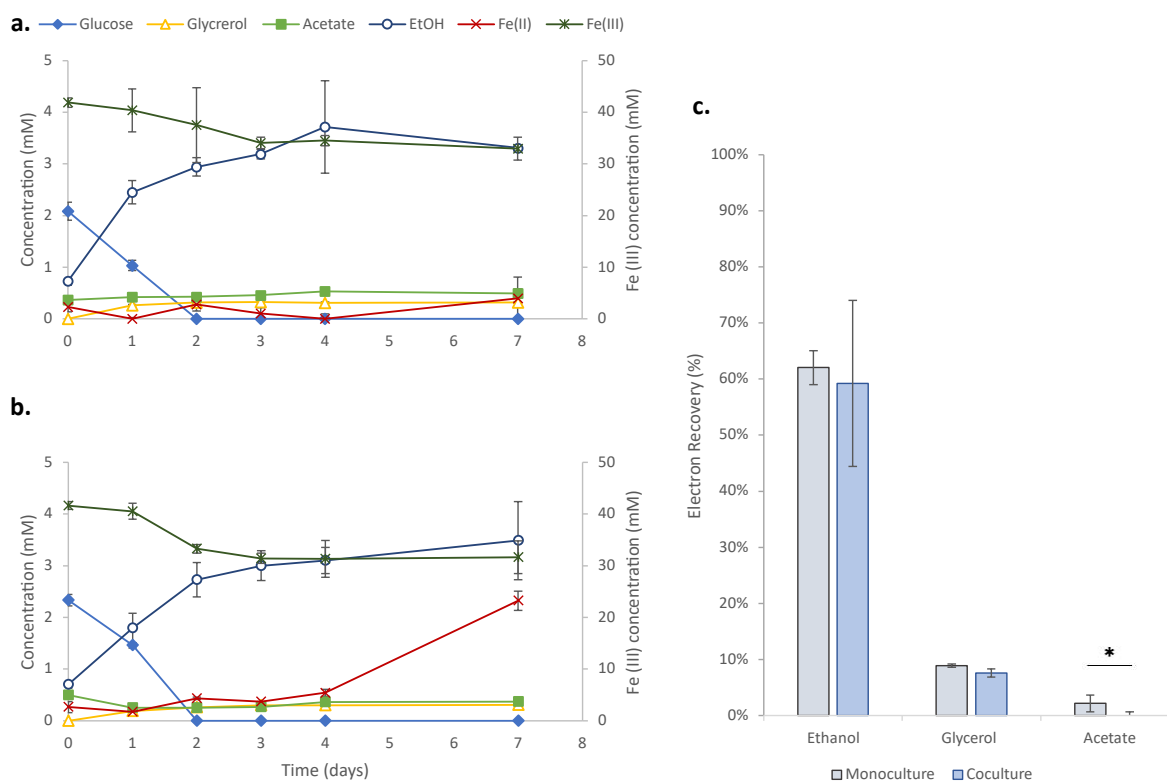 a.
Glucose Glycrerol Acetate EtOH Fe(II) Fe(III)
Concentration (mM)
5
4
3
2
1
0
Fe (III) concentration (mM)
50
40
30
20
10
0
0 1 2 3 4 5 6 7 8
b.
Concentration (mM)
5
4
3
2
1
0
Fe (III) concentration (mM)
50
40
30
20
10
0
0 1 2 3 4 5 6 7 8
Time (days)
c.
Electron Recovery (%)
100%
90%
80%
70%
60%
50%
40%
30%
20%
10%
0%
*
Ethanol Glycerol Acetate
Monoculture Coculture